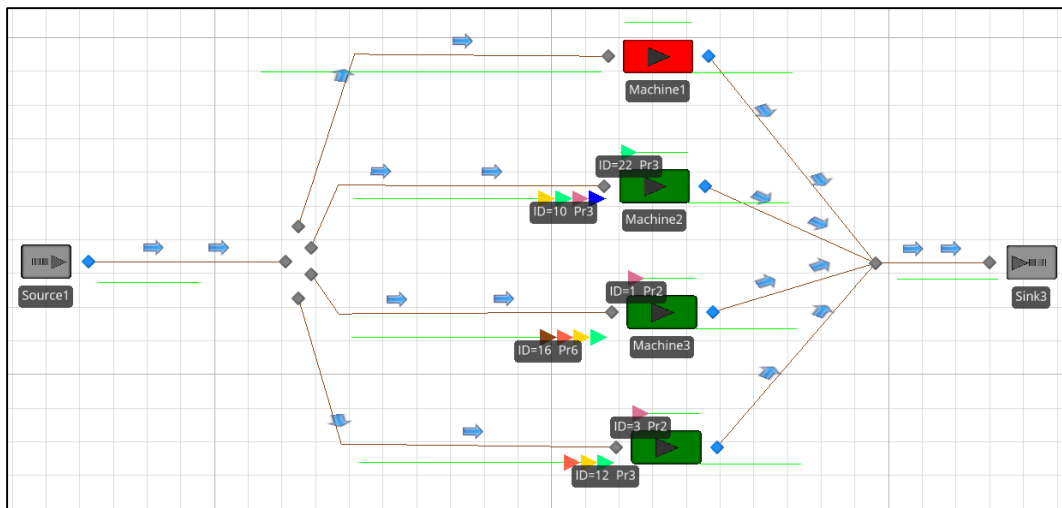 Machine1
ID=22 Pr3
ID=10 Pr3
Machine2
Source1
Sink3
ID=1 Pr2
ID=16 Pr6
Machine3
ID=3 Pr2
ID=12 Pr3